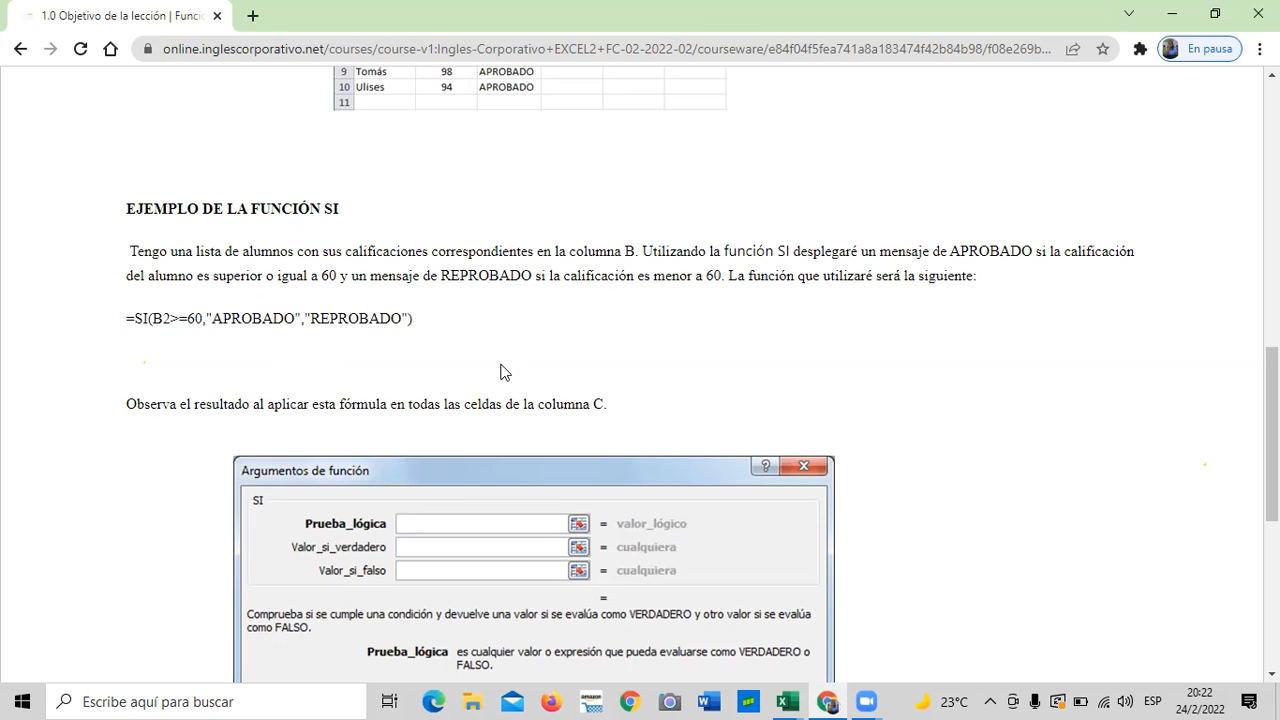 1.0 Objetivo de la lección | Funcio
online.inglescorporativo.net/courses/course-v1:Ingles-Corporativo+EXCEL2+FC-02-2022-02/courseware/e84f04f5fea741a8a183474f42b84b98/f08e269b...
En pausa
9 Tomás 98 APROBADO
10 Ulises 94 APROBADO
11
EJEMPLO DE LA FUNCIÓN SI
Tengo una lista de alumnos con sus calificaciones correspondientes en la columna B. Utilizando la función SI desplegaré un mensaje de APROBADO si la calificación
del alumno es superior o igual a 60 y un mensaje de REPROBADO si la calificación es menor a 60. La función que utilizaré será la siguiente:
=SI(B2>=60,"APROBADO","REPROBADO")
Observa el resultado al aplicar esta fórmula en todas las celdas de la columna C.
Argumentos de función
SI
Prueba_lógica = valor_lógico
Valor_si_verdadero = cualquiera
Valor_si_falso = cualquiera
=
Comprueba si se cumple una condición y devuelve una valor si se evalúa como VERDADERO y otro valor si se evalúa
como FALSO.
Prueba_lógica es cualquier valor o expresión que pueda evaluarse como VERDADERO o
FALSO.
Escribe aquí para buscar
amazon
23°C
ESP
20:22
24/2/2022